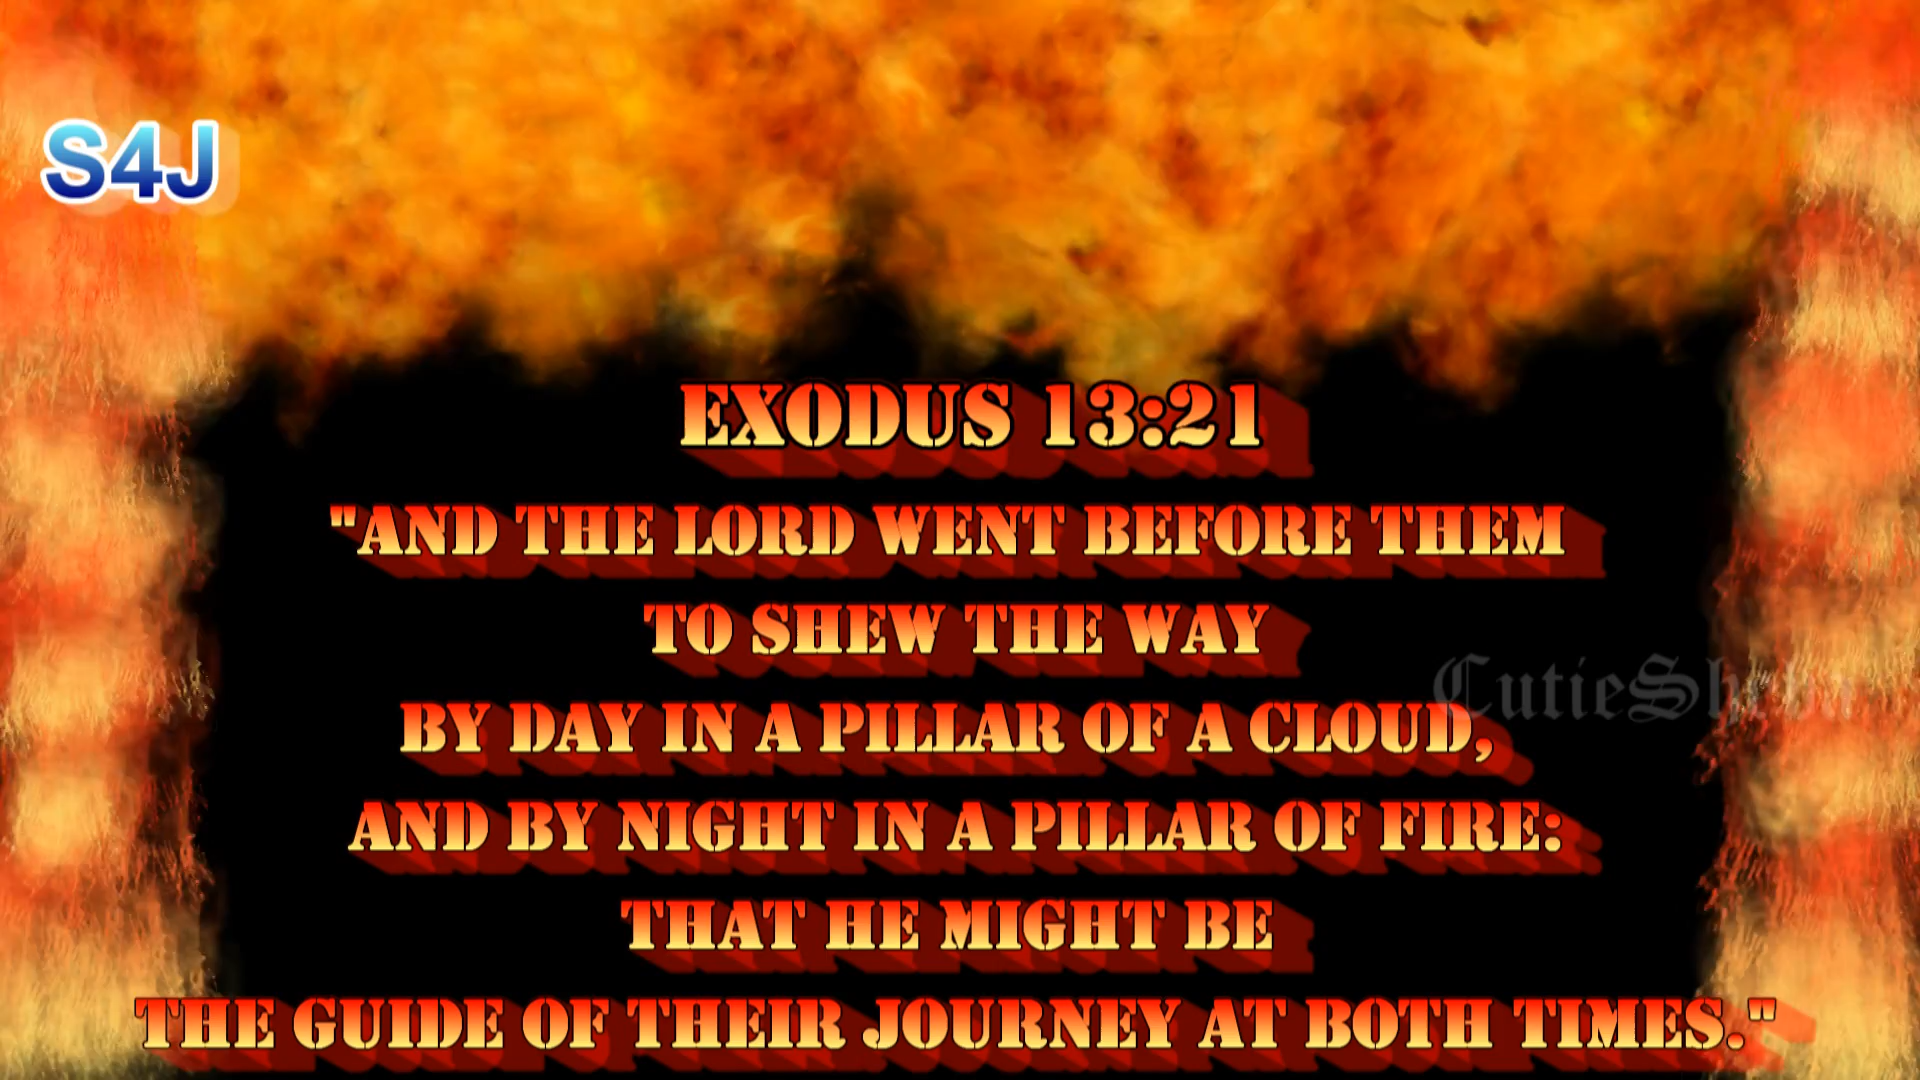 S4J
EXODUS 13:21
"AND THE LORD WENT BEFORE THEM
TO SHEW THE WAY
BY DAY IN A PILLAR OF A CLOUD,
AND BY NIGHT IN A PILLAR OF FIRE:
THAT HE MIGHT BE
THE GUIDE OF THEIR JOURNEY AT BOTH TIMES."
CutieSheba